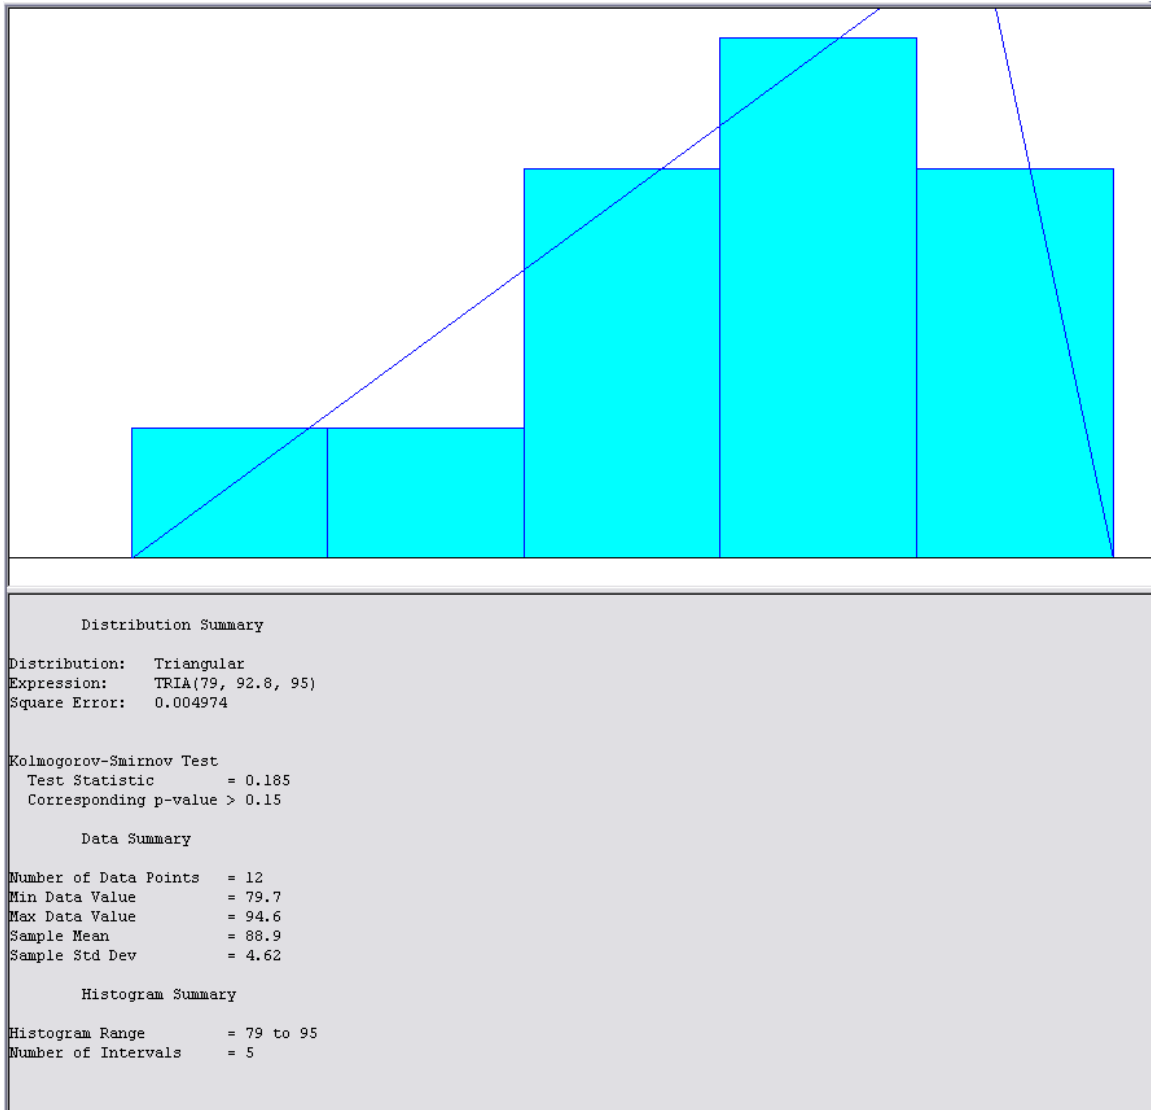 Distribution Summary
Distribution: Triangular
Expression: TRIA(79, 92.8, 95)
Square Error: 0.004974
Kolmogorov-Smirnov Test
Test Statistic = 0.185
Corresponding p-value > 0.15
Data Summary
Number of Data Points = 12
Min Data Value = 79.7
Max Data Value = 94.6
Sample Mean = 88.9
Sample Std Dev = 4.62
Histogram Summary
Histogram Range = 79 to 95
Number of Intervals = 5